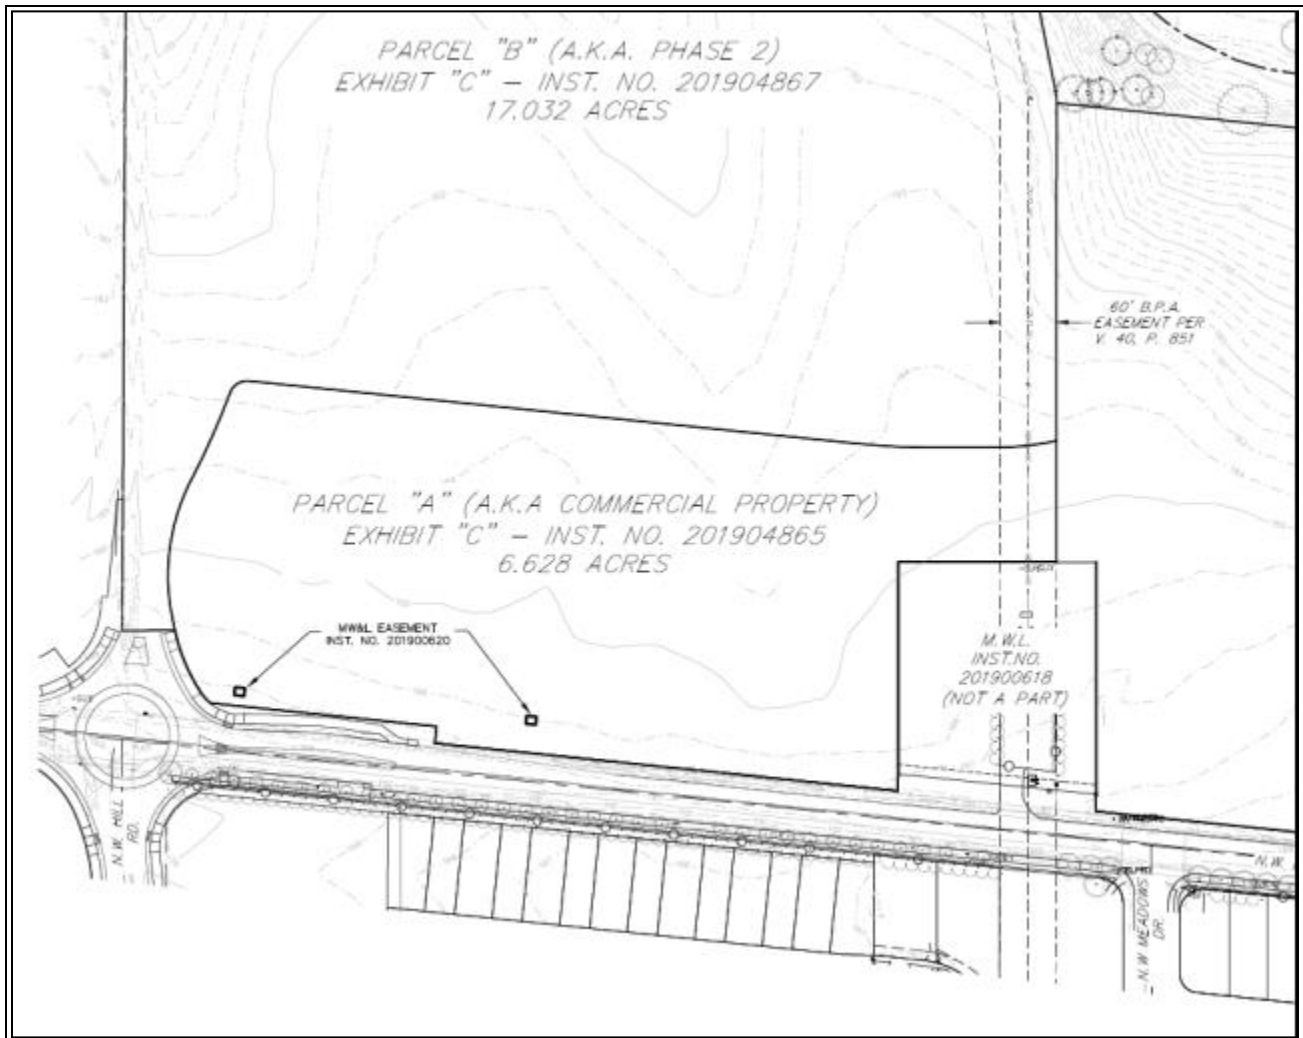 PARCEL "B" (A.K.A. PHASE 2)
EXHIBIT "C" – INST. NO. 201904867
17.032 ACRES
60' B.P.A.
EASEMENT PER
V. 40, P. 851
PARCEL "A" (A.K.A COMMERCIAL PROPERTY)
EXHIBIT "C" – INST. NO. 201904865
6.628 ACRES
MW&L EASEMENT
INST. NO. 201900620
M.W.L.
INST.NO.
201900618
(NOT A PART)
N.W. HILL
RD.
N.W.
N.W MEADOWS
DR.